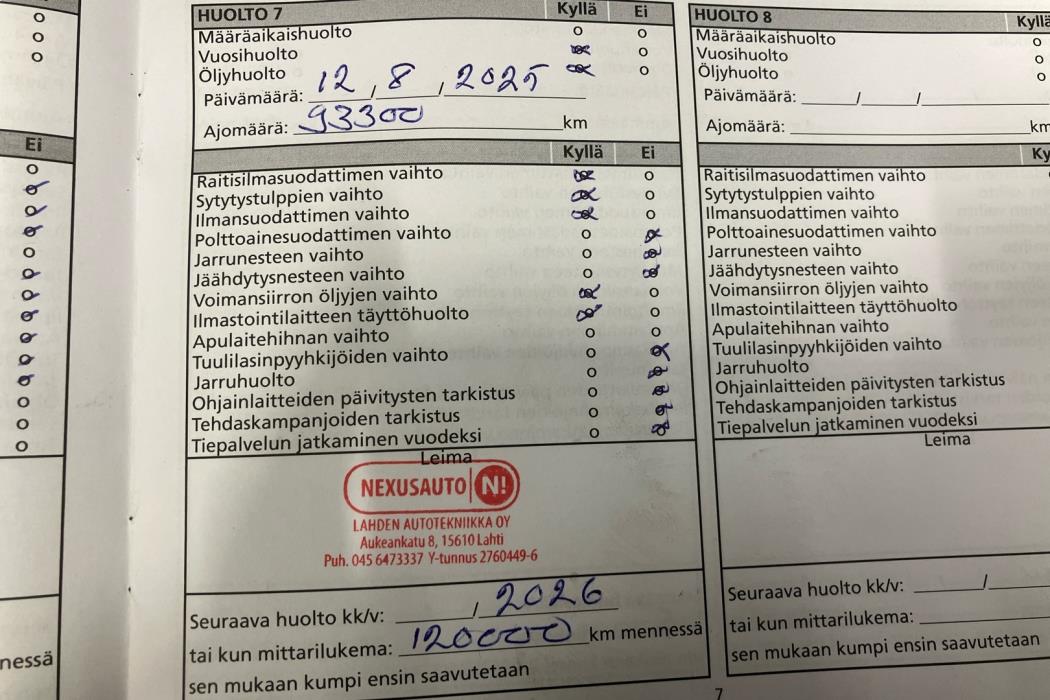 Ei
nessä
HUOLTO 7 Kyllä Ei
Määräaikaishuolto
Vuosihuolto
Öljyhuolto
Päivämäärä: 12 / 8 / 2025
Ajomäärä: 93300 km
Kyllä Ei
Raitisilmasuodattimen vaihto
Sytytystulppien vaihto
Ilmansuodattimen vaihto
Polttoainesuodattimen vaihto
Jarrunesteen vaihto
Jäähdytysnesteen vaihto
Voimansiirron öljyjen vaihto
Ilmastointilaitteen täyttöhuolto
Apulaitehihnan vaihto
Tuulilasinpyyhkijöiden vaihto
Jarruhuolto
Ohjainlaitteiden päivitysten tarkistus
Tehdaskampanjoiden tarkistus
Tiepalvelun jatkaminen vuodeksi
Leima
NEXUSAUTO N!
LAHDEN AUTOTEKNIIKKA OY
Aukeankatu 8, 15610 Lahti
Puh. 045 6473337 Y-tunnus 2760449-6
Seuraava huolto kk/v: / 2026
tai kun mittarilukema: 120000 km mennessä
sen mukaan kumpi ensin saavutetaan
7
HUOLTO 8 Kyllä
Määräaikaishuolto
Vuosihuolto
Öljyhuolto
Päivämäärä: / /
Ajomäärä: km
Ky
Raitisilmasuodattimen vaihto
Sytytystulppien vaihto
Ilmansuodattimen vaihto
Polttoainesuodattimen vaihto
Jarrunesteen vaihto
Jäähdytysnesteen vaihto
Voimansiirron öljyjen vaihto
Ilmastointilaitteen täyttöhuolto
Apulaitehihnan vaihto
Tuulilasinpyyhkijöiden vaihto
Jarruhuolto
Ohjainlaitteiden päivitysten tarkistus
Tehdaskampanjoiden tarkistus
Tiepalvelun jatkaminen vuodeksi
Leima
Seuraava huolto kk/v: /
tai kun mittarilukema:
sen mukaan kumpi ensin saavutetaan